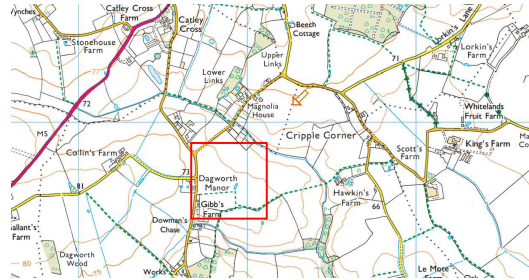 Catley Cross
Farm
Catley
Cross
Stonehouse
Farm
Beech
Cottage
Upper
Links
Lower
Links
Lorkin's Lane
71
Lorkin's
Farm
72
Magnolia
House
Whitelands
Fruit Farm
MS
Cripple Corner
King's Farm
Collin's Farm
Scott's
Farm
73
Dagworth
Manor
81
Hawkin's
Farm
Gibb's
Farm
66
Dowman's
Chase
Dagworth
Wood
80
76
Works
Le Mote
Farm